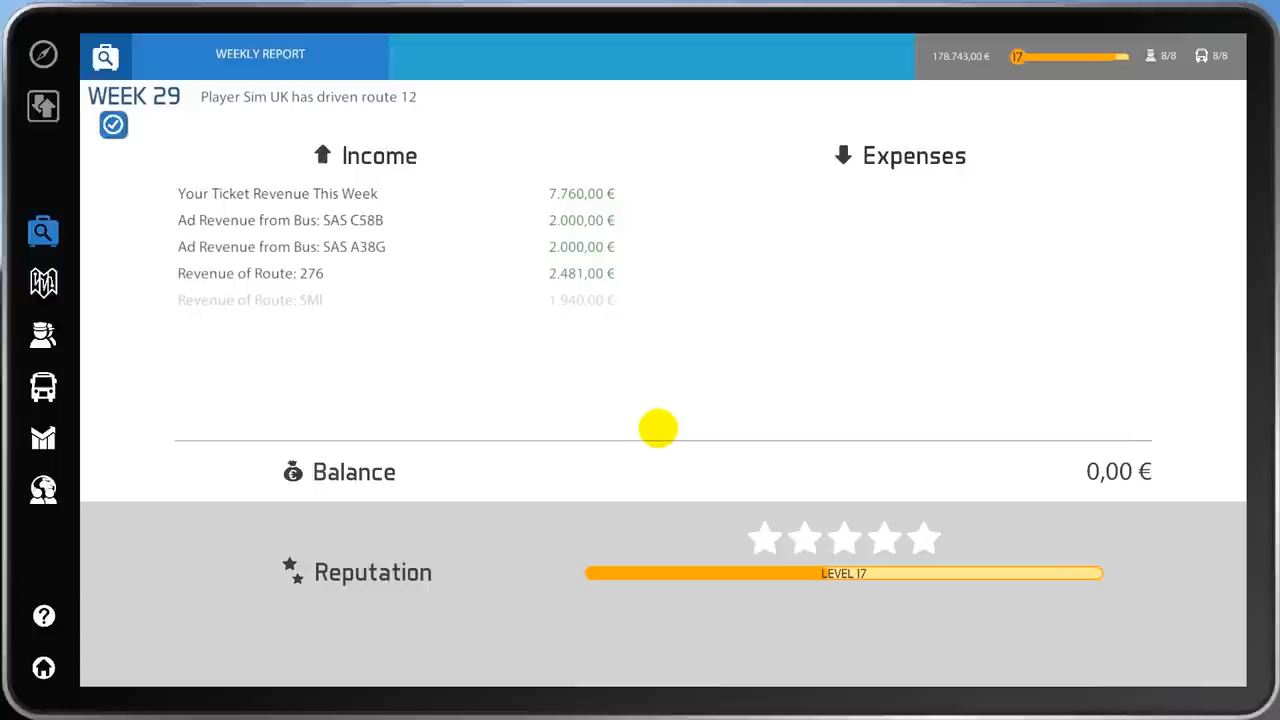 WEEKLY REPORT
178.743,00 €
17
8/8
8/8
WEEK 29
Player Sim UK has driven route 12
Income
Expenses
Your Ticket Revenue This Week 7.760,00 €
Ad Revenue from Bus: SAS C58B 2.000,00 €
Ad Revenue from Bus: SAS A38G 2.000,00 €
Revenue of Route: 276 2.481,00 €
Revenue of Route: 5MI 1.940,00 €
Balance
0,00 €
Reputation
LEVEL 17